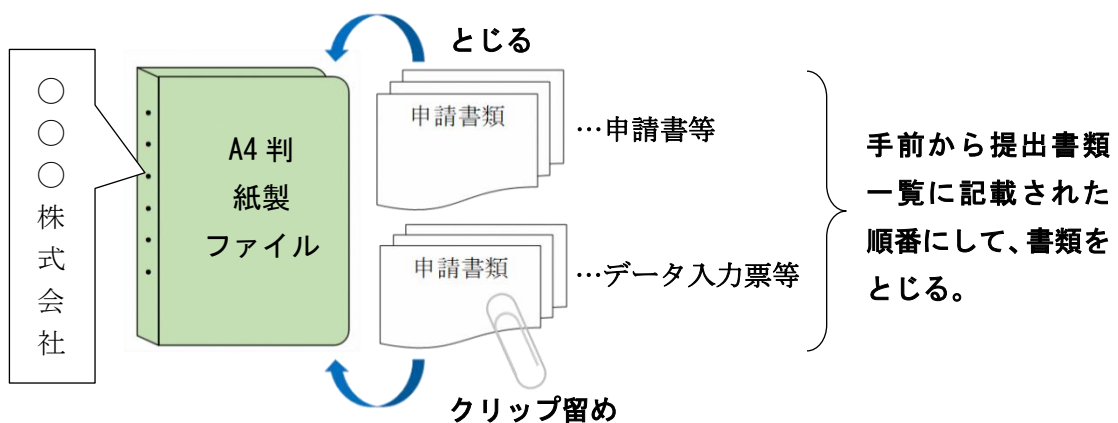 ○○○株式会社
A4判
紙製
ファイル
とじる
申請書類
…申請書等
申請書類
…データ入力票等
クリップ留め
手前から提出書類
一覧に記載された
順番にして、書類を
とじる。